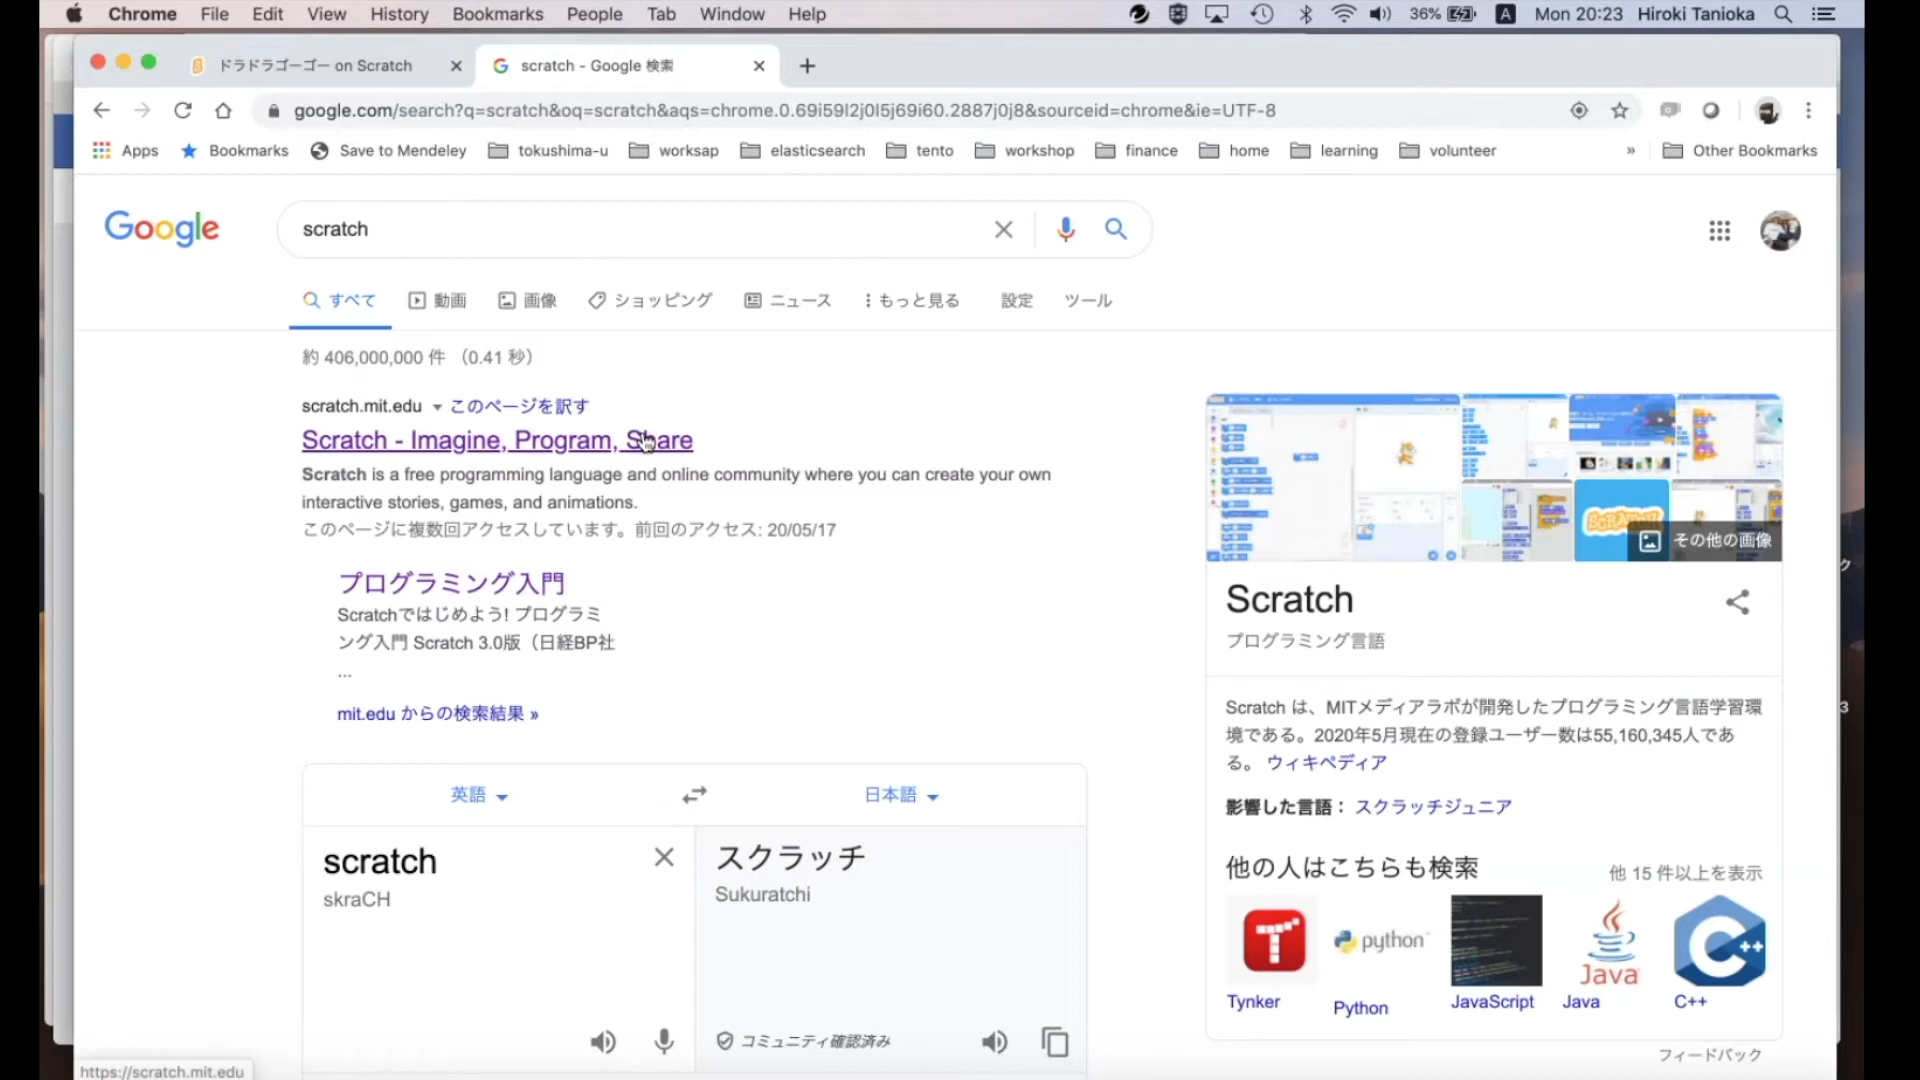 Chrome File Edit View History Bookmarks People Tab Window Help 36% A Mon 20:23 Hiroki Tanioka
ドラドラゴーゴー on Scratch scratch - Google 検索
google.com/search?q=scratch&oq=scratch&aqs=chrome.0.69i59l2j0l5j69i60.2887j0j8&sourceid=chrome&ie=UTF-8
Apps Bookmarks Save to Mendeley tokushima-u worksap elasticsearch tento workshop finance home learning volunteer » Other Bookmarks
Google scratch
すべて 動画 画像 ショッピング ニュース もっと見る 設定 ツール
約 406,000,000 件 (0.41 秒)
scratch.mit.edu このページを訳す
Scratch - Imagine, Program, Share
Scratch is a free programming language and online community where you can create your own
interactive stories, games, and animations.
このページに複数回アクセスしています。前回のアクセス: 20/05/17
プログラミング入門
Scratchではじめよう! プログラミ
ング入門 Scratch 3.0版（日経BP社
...
mit.edu からの検索結果 »
英語 日本語
scratch
skraCH
スクラッチ
Sukuratchi
コミュニティ確認済み
https://scratch.mit.edu
SCRATCH
その他の画像
Scratch
プログラミング言語
Scratch は、MITメディアラボが開発したプログラミング言語学習環
境である。2020年5月現在の登録ユーザー数は55,160,345人であ
る。 ウィキペディア
影響した言語： スクラッチジュニア
他の人はこちらも検索 他 15 件以上を表示
python
Java
C++
Tynker Python JavaScript Java C++
フィードバック